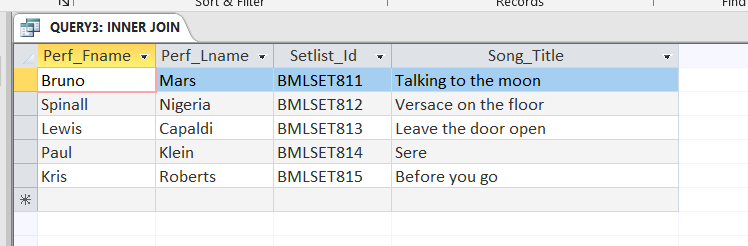 Sort & Filter Records Find
QUERY3: INNER JOIN
Perf_Fname Perf_Lname Setlist_Id Song_Title
Bruno Mars BMLSET811 Talking to the moon
Spinall Nigeria BMLSET812 Versace on the floor
Lewis Capaldi BMLSET813 Leave the door open
Paul Klein BMLSET814 Sere
Kris Roberts BMLSET815 Before you go